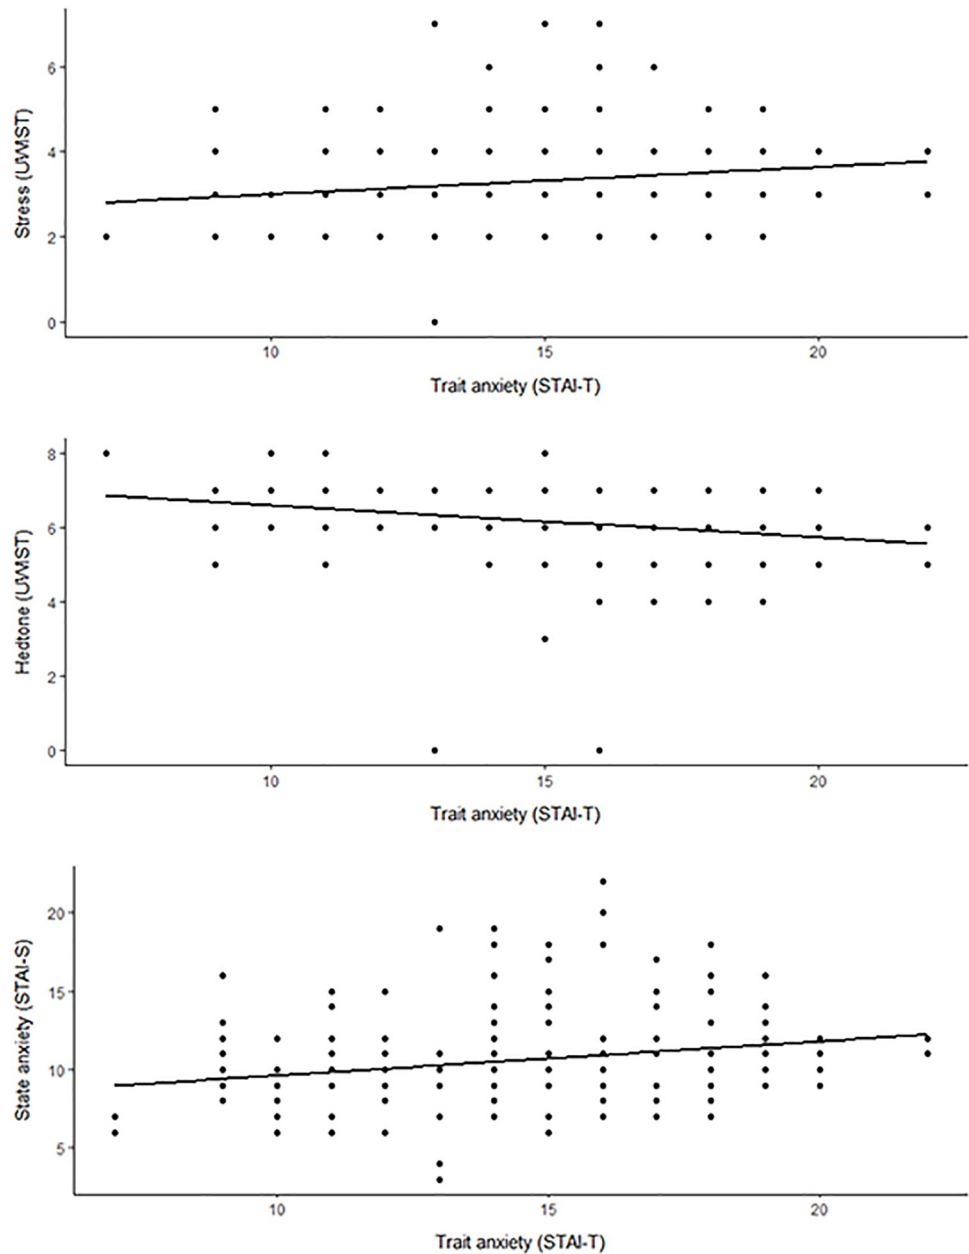 Stress (UWIST)
6
4
2
0
10 15 20
Trait anxiety (STAI-T)
Hedtone (UWIST)
8
6
4
2
0
10 15 20
Trait anxiety (STAI-T)
State anxiety (STAI-S)
20
15
10
5
10 15 20
Trait anxiety (STAI-T)